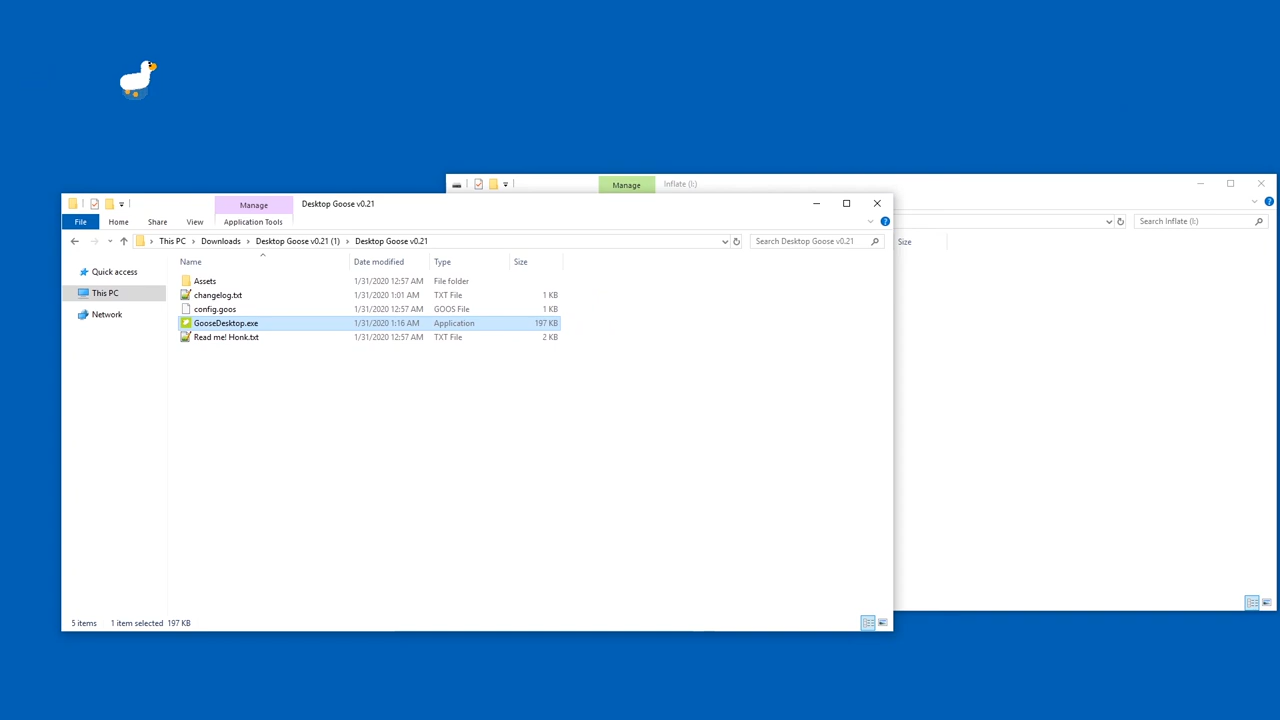 Manage
Inflate (I:)
Manage
Desktop Goose v0.21
File
Home
Share
View
Application Tools
Search Inflate (I:)
This PC
Downloads
Desktop Goose v0.21 (1)
Desktop Goose v0.21
Search Desktop Goose v0.21
Size
Name
Date modified
Type
Size
Quick access
This PC
Network
Assets 1/31/2020 12:57 AM File folder
changelog.txt 1/31/2020 1:01 AM TXT File 1 KB
config.goos 1/31/2020 12:57 AM GOOS File 1 KB
GooseDesktop.exe 1/31/2020 1:16 AM Application 197 KB
Read me! Honk.txt 1/31/2020 12:57 AM TXT File 2 KB
5 items
1 item selected 197 KB